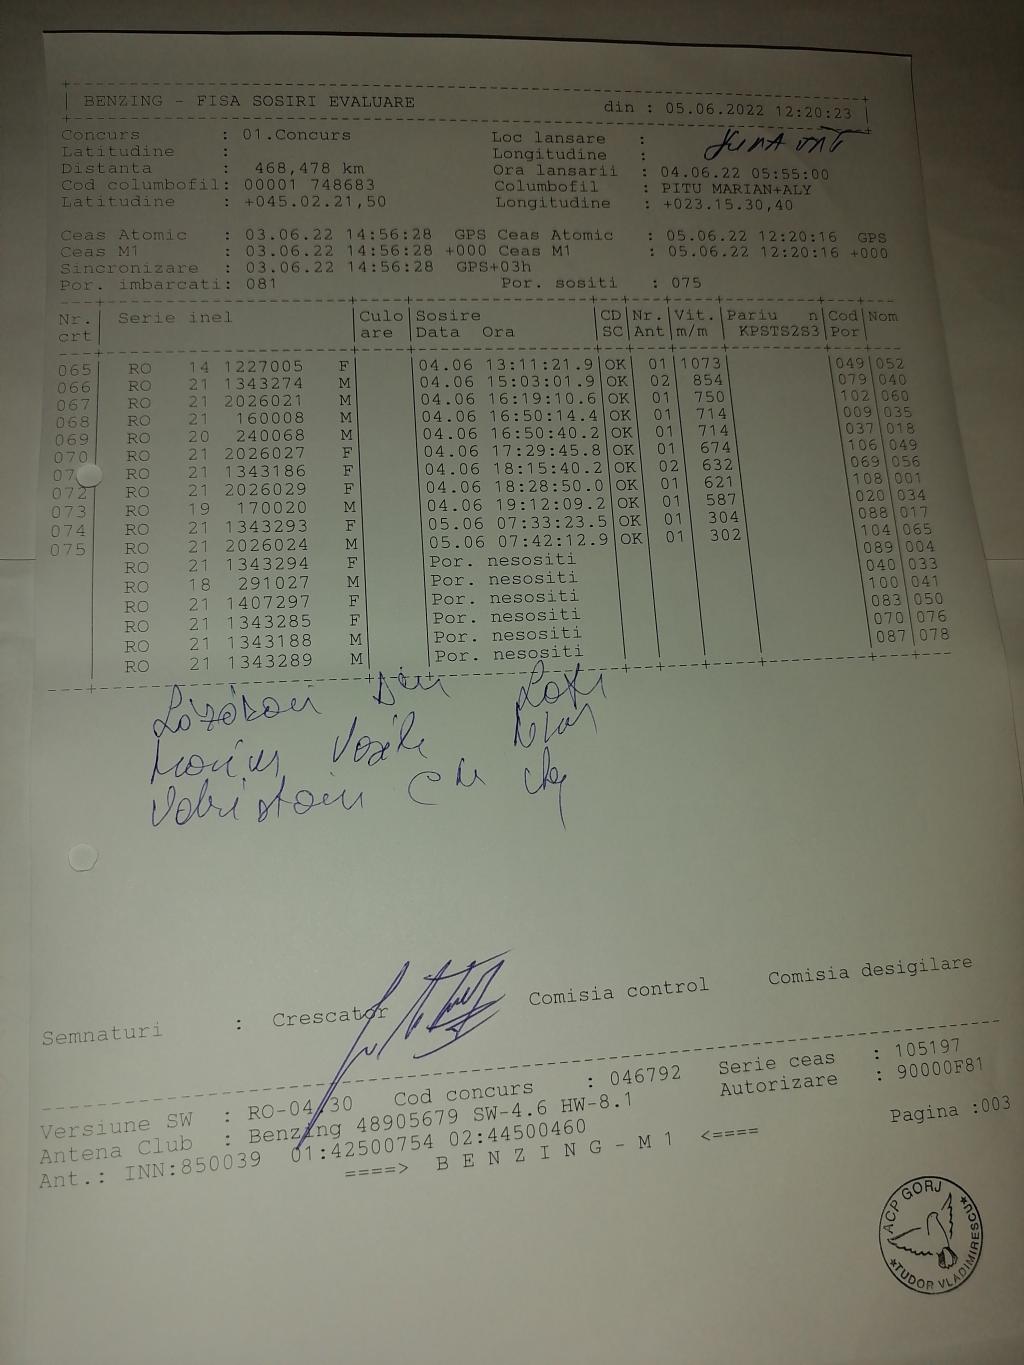 BENZING - FISA SOSIRI EVALUARE din : 05.06.2022 12:20:23
Concurs : 01.Concurs Loc lansare :
Latitudine : Longitudine :
Distanta : 468,478 km Ora lansarii : 04.06.22 05:55:00
Cod columbofil: 00001 748683 Columbofil : PITU MARIAN+ALY
Latitudine : +045.02.21,50 Longitudine : +023.15.30,40
Ceas Atomic : 03.06.22 14:56:28 GPS Ceas Atomic : 05.06.22 12:20:16 GPS
Ceas M1 : 03.06.22 14:56:28 +000 Ceas M1 : 05.06.22 12:20:16 +000
Sincronizare : 03.06.22 14:56:28 GPS+03h
Por. imbarcati: 081 Por. sositi : 075
Nr. Serie inel Culo Sosire CD Nr. Vit. Pariu n Cod Nom
crt are Data Ora SC Ant m/m KPSTS2S3 Por
065 RO 14 1227005 F 04.06 13:11:21.9 OK 01 1073 049 052
066 RO 21 1343274 M 04.06 15:03:01.9 OK 02 854 079 040
067 RO 21 2026021 M 04.06 16:19:10.6 OK 01 750 102 060
068 RO 21 160008 M 04.06 16:50:14.4 OK 01 714 009 035
069 RO 20 240068 M 04.06 16:50:40.2 OK 01 714 037 018
070 RO 21 2026027 F 04.06 17:29:45.8 OK 01 674 106 049
07 RO 21 1343186 F 04.06 18:15:40.2 OK 02 632 069 056
072 RO 21 2026029 F 04.06 18:28:50.0 OK 01 621 108 001
073 RO 19 170020 M 04.06 19:12:09.2 OK 01 587 020 034
074 RO 21 1343293 F 05.06 07:33:23.5 OK 01 304 088 017
075 RO 21 2026024 M 05.06 07:42:12.9 OK 01 302 104 065
RO 21 1343294 F Por. nesositi 089 004
RO 18 291027 M Por. nesositi 040 033
RO 21 1407297 F Por. nesositi 100 041
RO 21 1343285 F Por. nesositi 083 050
RO 21 1343188 M Por. nesositi 070 076
RO 21 1343289 M Por. nesositi 087 078
Semnaturi : Crescator Comisia control Comisia desigilare
Versiune SW : RO-04.30 Cod concurs : 046792 Serie ceas : 105197
Antena Club : Benzing 48905679 SW-4.6 HW-8.1 Autorizare : 90000F81
Ant.: INN:850039 01:42500754 02:44500460 Pagina :003
====> B E N Z I N G - M 1 <====
ACP GORJ
*TUDOR VLADIMIRESCU*